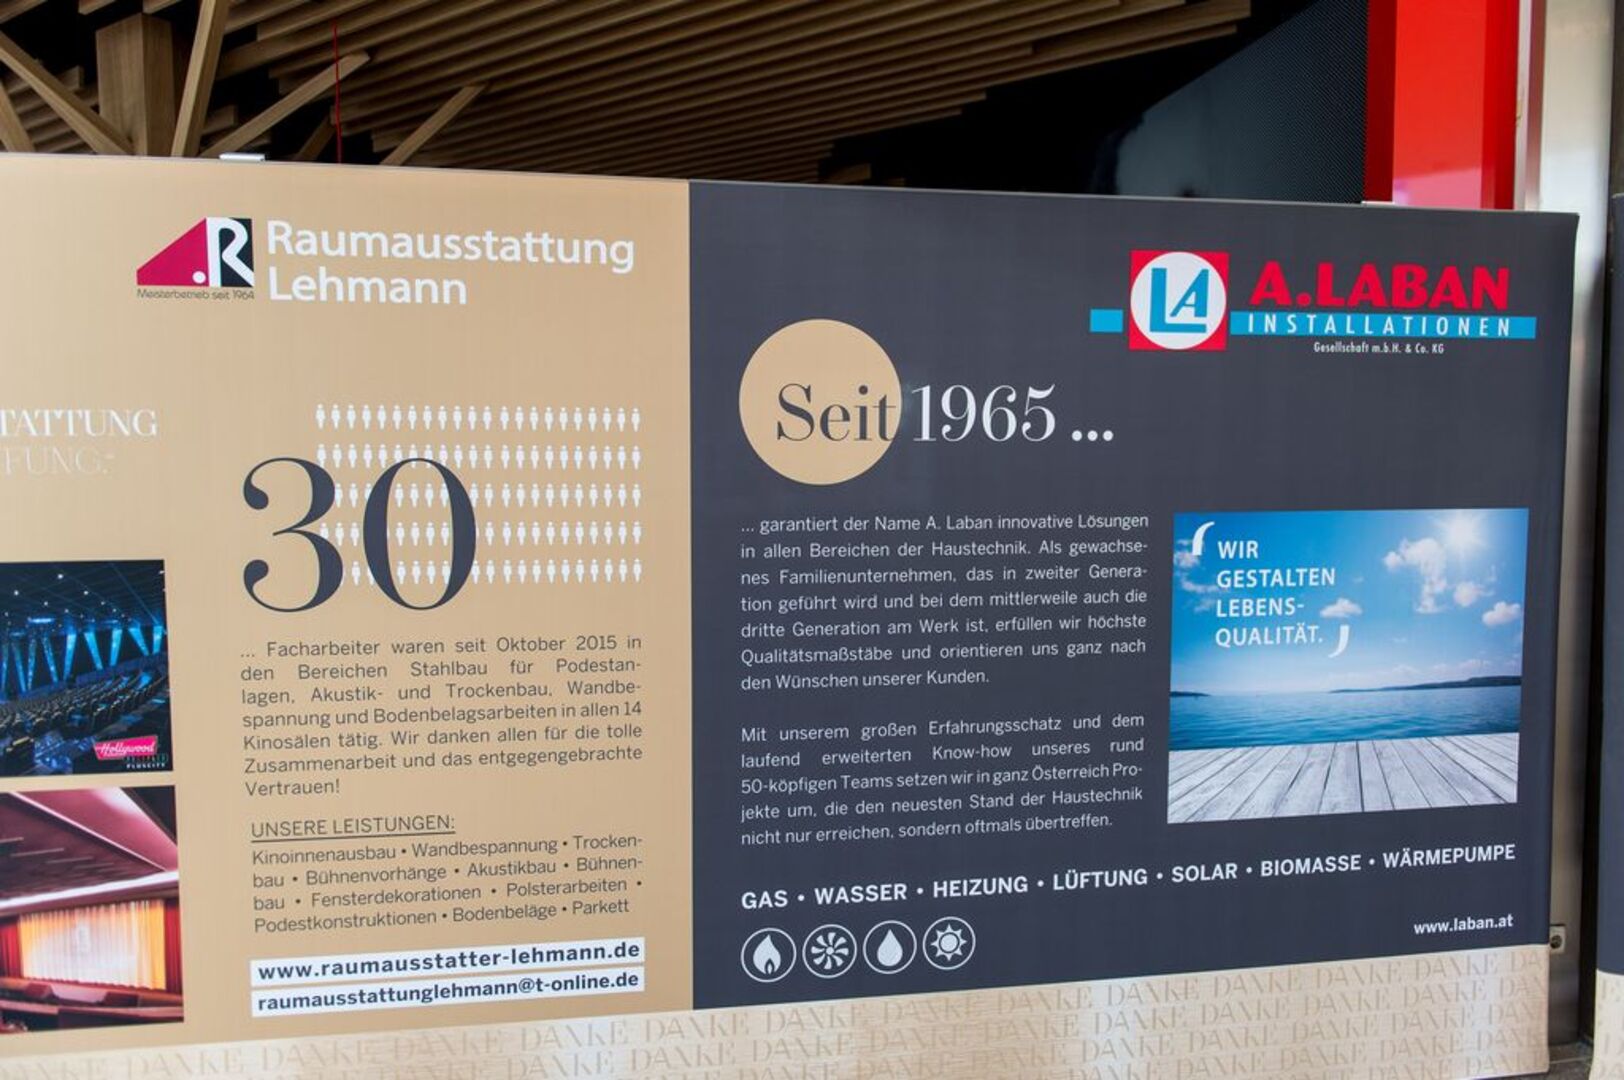 Raumausstattung
Lehmann
Meisterbetrieb seit 1964
TATTUNG
FUNG.“
30
... Facharbeiter waren seit Oktober 2015 in
den Bereichen Stahlbau für Podestan-
lagen, Akustik- und Trockenbau, Wandbe-
spannung und Bodenbelagsarbeiten in allen 14
Kinosälen tätig. Wir danken allen für die tolle
Zusammenarbeit und das entgegengebrachte
Vertrauen!
UNSERE LEISTUNGEN:
Kinoinnenausbau • Wandbespannung • Trocken-
bau • Bühnenvorhänge • Akustikbau • Bühnen-
bau • Fensterdekorationen • Polsterarbeiten •
Podestkonstruktionen • Bodenbeläge • Parkett
www.raumausstatter-lehmann.de
raumausstattunglehmann@t-online.de
Hollywood
PLUSCITY
LA
A.LABAN
INSTALLATIONEN
Gesellschaft m.b.H. & Co. KG
Seit 1965 ...
... garantiert der Name A. Laban innovative Lösungen
in allen Bereichen der Haustechnik. Als gewachse-
nes Familienunternehmen, das in zweiter Genera-
tion geführt wird und bei dem mittlerweile auch die
dritte Generation am Werk ist, erfüllen wir höchste
Qualitätsmaßstäbe und orientieren uns ganz nach
den Wünschen unserer Kunden.
Mit unserem großen Erfahrungsschatz und dem
laufend erweiterten Know-how unseres rund
50-köpfigen Teams setzen wir in ganz Österreich Pro-
jekte um, die den neuesten Stand der Haustechnik
nicht nur erreichen, sondern oftmals übertreffen.
WIR
GESTALTEN
LEBENS-
QUALITÄT.
GAS • WASSER • HEIZUNG • LÜFTUNG • SOLAR • BIOMASSE • WÄRMEPUMPE
www.laban.at
DANKE DANKE DANKE DANKE DANKE DANKE